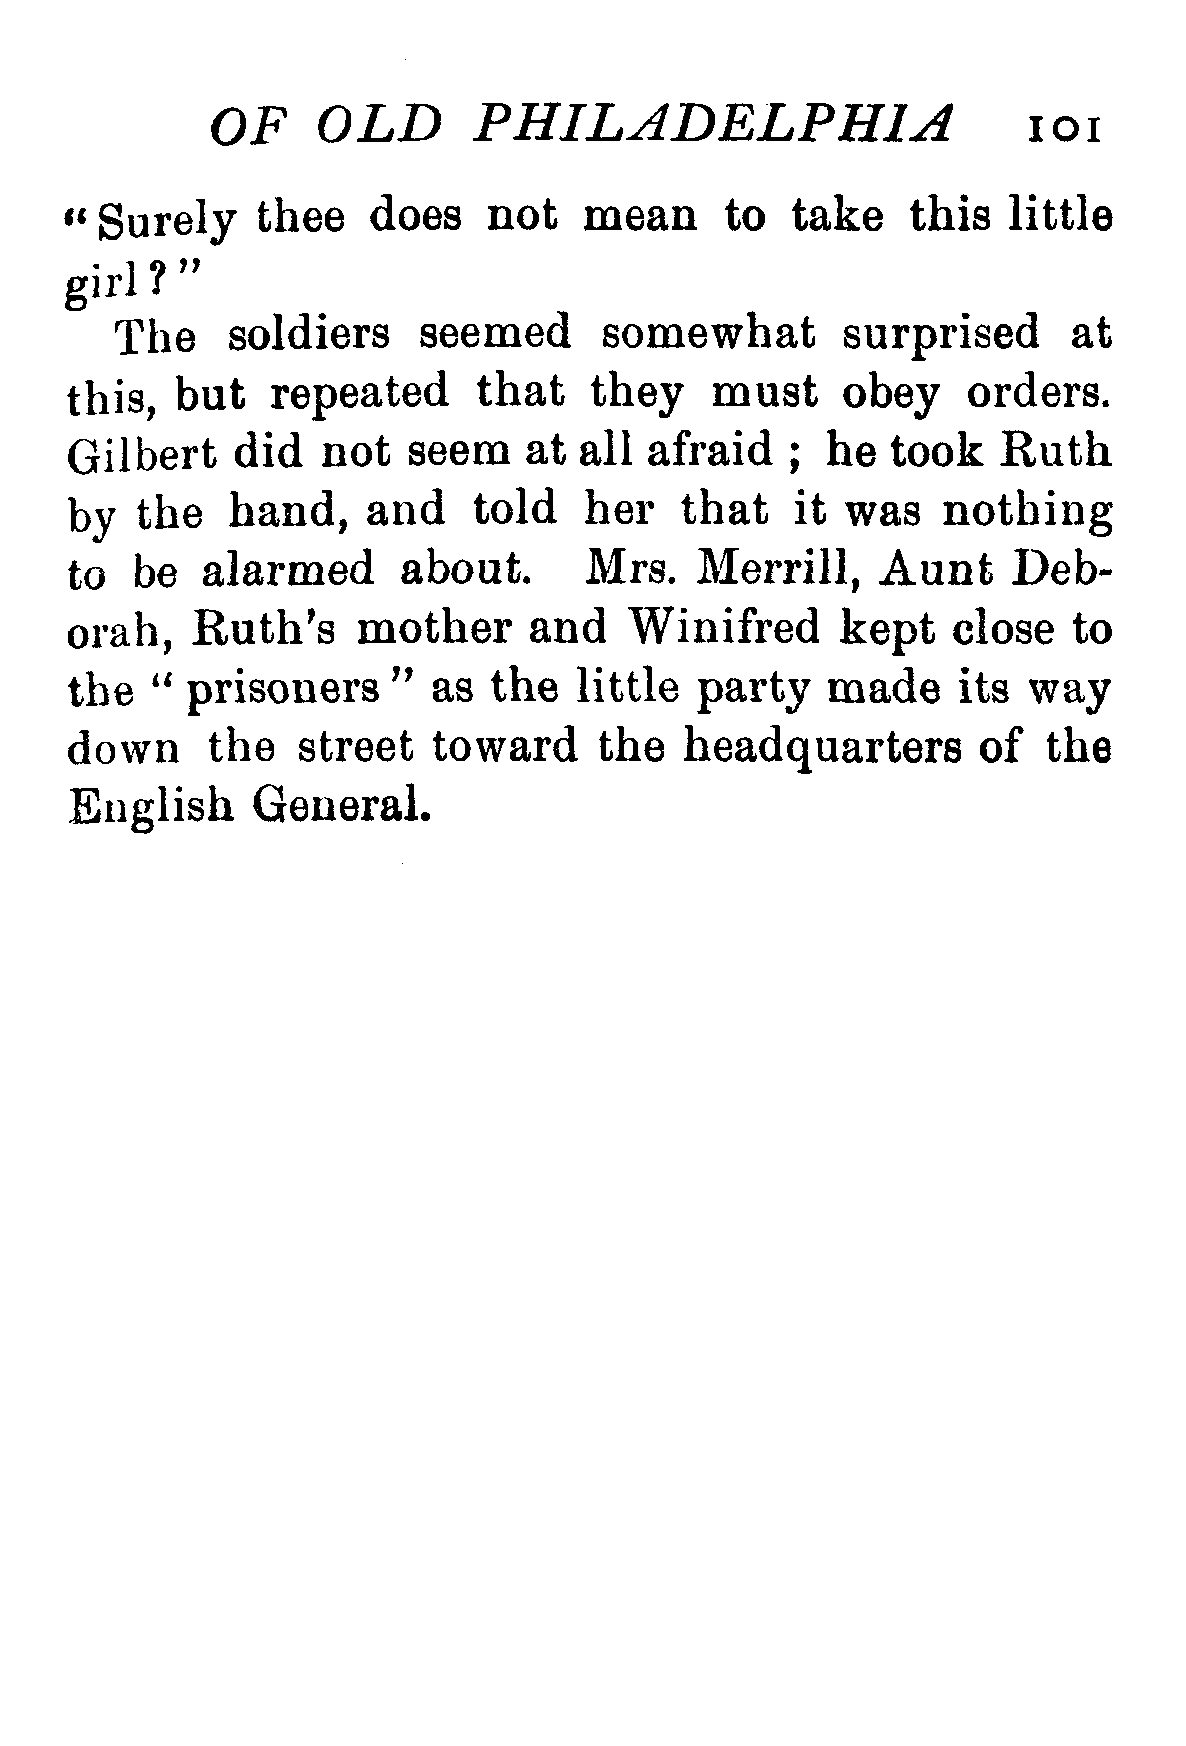 OF OLD PHILADELPHIA 101
"Surely thee does not mean to take this little
girl?"
The soldiers seemed somewhat surprised at
this, but repeated that they must obey orders.
Gilbert did not seem at all afraid; he took Ruth
by the hand, and told her that it was nothing
to be alarmed about. Mrs. Merrill, Aunt Deb-
orah, Ruth's mother and Winifred kept close to
the "prisoners" as the little party made its way
down the street toward the headquarters of the
English General.